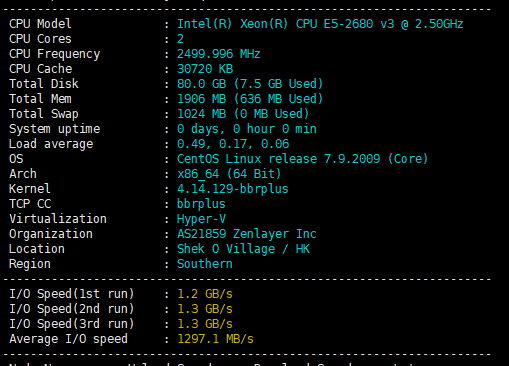 ----------------------------------------------------------------------
CPU Model : Intel(R) Xeon(R) CPU E5-2680 v3 @ 2.50GHz
CPU Cores : 2
CPU Frequency : 2499.996 MHz
CPU Cache : 30720 KB
Total Disk : 80.0 GB (7.5 GB Used)
Total Mem : 1906 MB (636 MB Used)
Total Swap : 1024 MB (0 MB Used)
System uptime : 0 days, 0 hour 0 min
Load average : 0.49, 0.17, 0.06
OS : CentOS Linux release 7.9.2009 (Core)
Arch : x86_64 (64 Bit)
Kernel : 4.14.129-bbrplus
TCP CC : bbrplus
Virtualization : Hyper-V
Organization : AS21859 Zenlayer Inc
Location : Shek O Village / HK
Region : Southern
----------------------------------------------------------------------
I/O Speed(1st run) : 1.2 GB/s
I/O Speed(2nd run) : 1.3 GB/s
I/O Speed(3rd run) : 1.3 GB/s
Average I/O speed : 1297.1 MB/s
----------------------------------------------------------------------